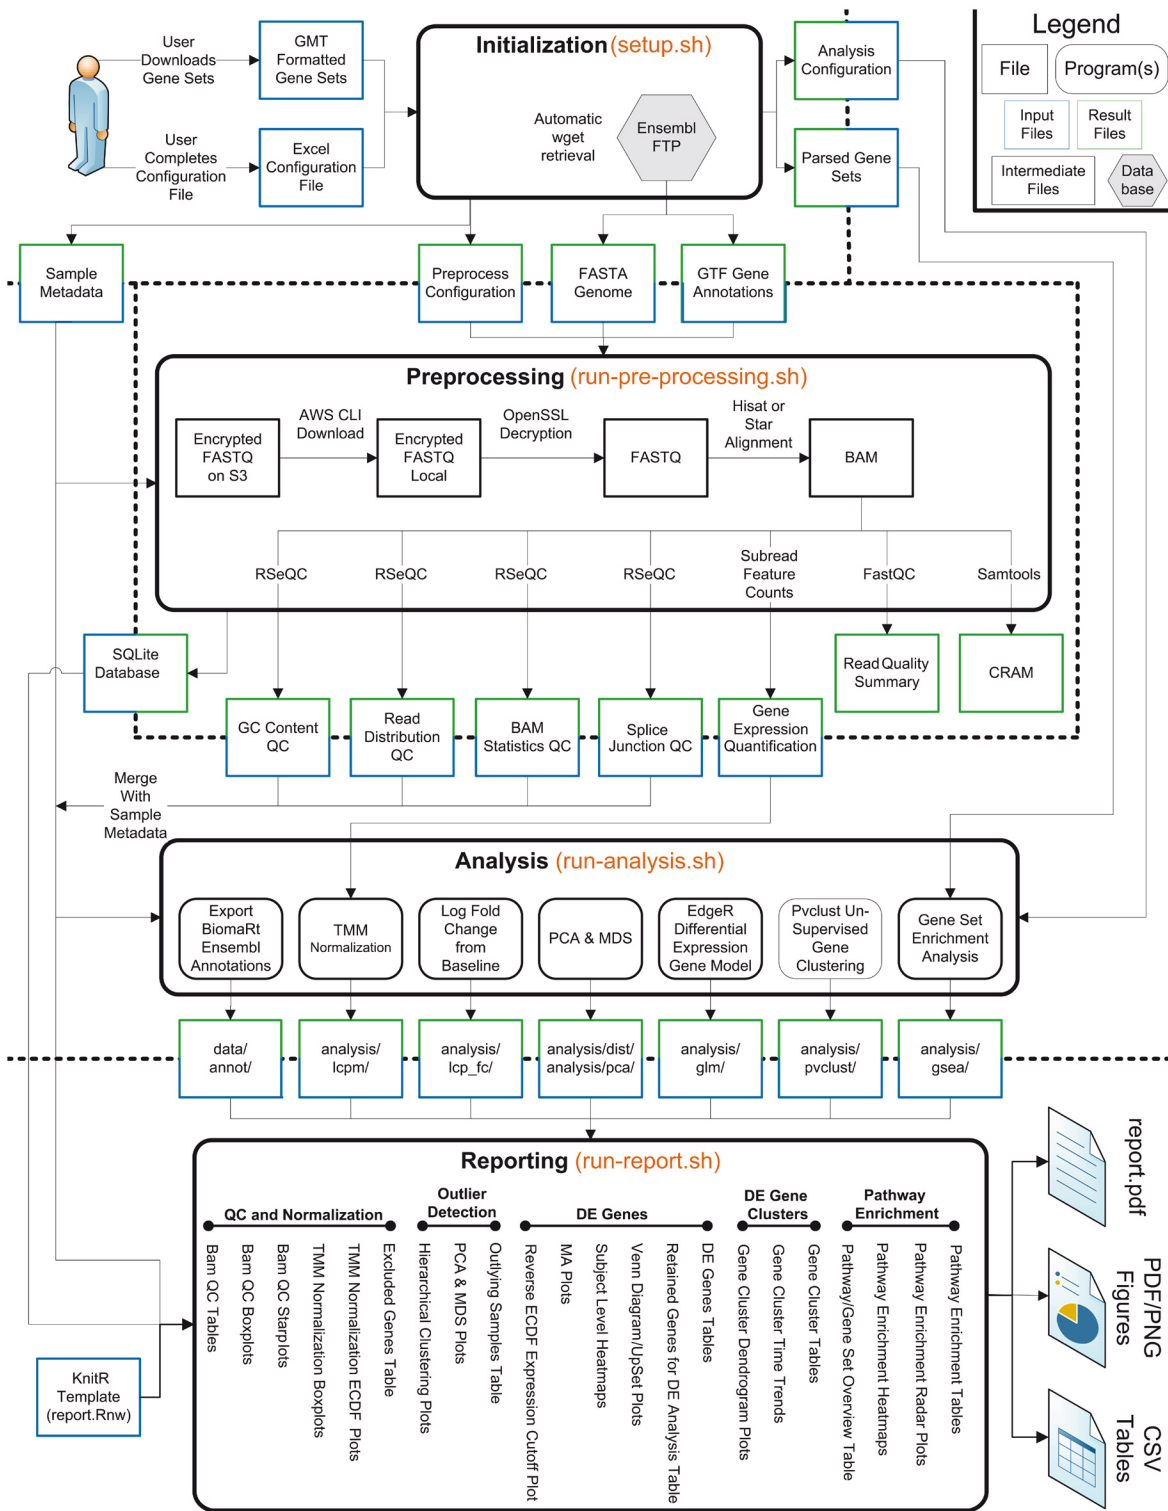 User
Downloads
Gene Sets
GMT
Formatted
Gene Sets
User
Completes
Configuration
File
Excel
Configuration
File
Initialization (setup.sh)
Automatic
wget
retrieval
Ensembl
FTP
Analysis
Configuration
Parsed Gene
Sets
Legend
File
Program(s)
Input
Files
Result
Files
Intermediate
Files
Data
base
Sample
Metadata
Preprocess
Configuration
FASTA
Genome
GTF Gene
Annotations
Preprocessing (run-pre-processing.sh)
Encrypted
FASTQ
on S3
AWS CLI
Download
Encrypted
FASTQ
Local
OpenSSL
Decryption
FASTQ
Hisat or
Star
Alignment
BAM
RSeQC
RSeQC
RSeQC
RSeQC
Subread
Feature
Counts
FastQC
Samtools
SQLite
Database
GC Content
QC
Read
Distribution
QC
BAM
Statistics QC
Splice
Junction QC
Gene
Expression
Quantification
Read Quality
Summary
CRAM
Merge
With
Sample
Metadata
Analysis (run-analysis.sh)
Export
BiomaRt
Ensembl
Annotations
TMM
Normalization
Log Fold
Change
from
Baseline
PCA & MDS
EdgeR
Differential
Expression
Gene Model
Pvclust Un-
Supervised
Gene
Clustering
Gene Set
Enrichment
Analysis
data/
annot/
analysis/
lcpm/
analysis/
lcp_fc/
analysis/dist/
analysis/pca/
analysis/
glm/
analysis/
pvclust/
analysis/
gsea/
Reporting (run-report.sh)
QC and Normalization
Bam QC Tables
Bam QC Boxplots
Bam QC Starplots
TMM Normalization Boxplots
TMM Normalization ECDF Plots
Excluded Genes Table
Outlier
Detection
Hierarchical Clustering Plots
PCA & MDS Plots
Outlying Samples Table
DE Genes
Reverse ECDF Expression Cutoff Plot
MA Plots
Subject Level Heatmaps
Venn Diagram/UpSet Plots
Retained Genes for DE Analysis Table
DE Genes Tables
DE Gene
Clusters
Gene Cluster Dendrogram Plots
Gene Cluster Time Trends
Gene Cluster Tables
Pathway
Enrichment
Pathway/Gene Set Overview Table
Pathway Enrichment Heatmaps
Pathway Enrichment Radar Plots
Pathway Enrichment Tables
KnitR
Template
(report.Rnw)
report.pdf
PDF/PNG
Figures
CSV
Tables